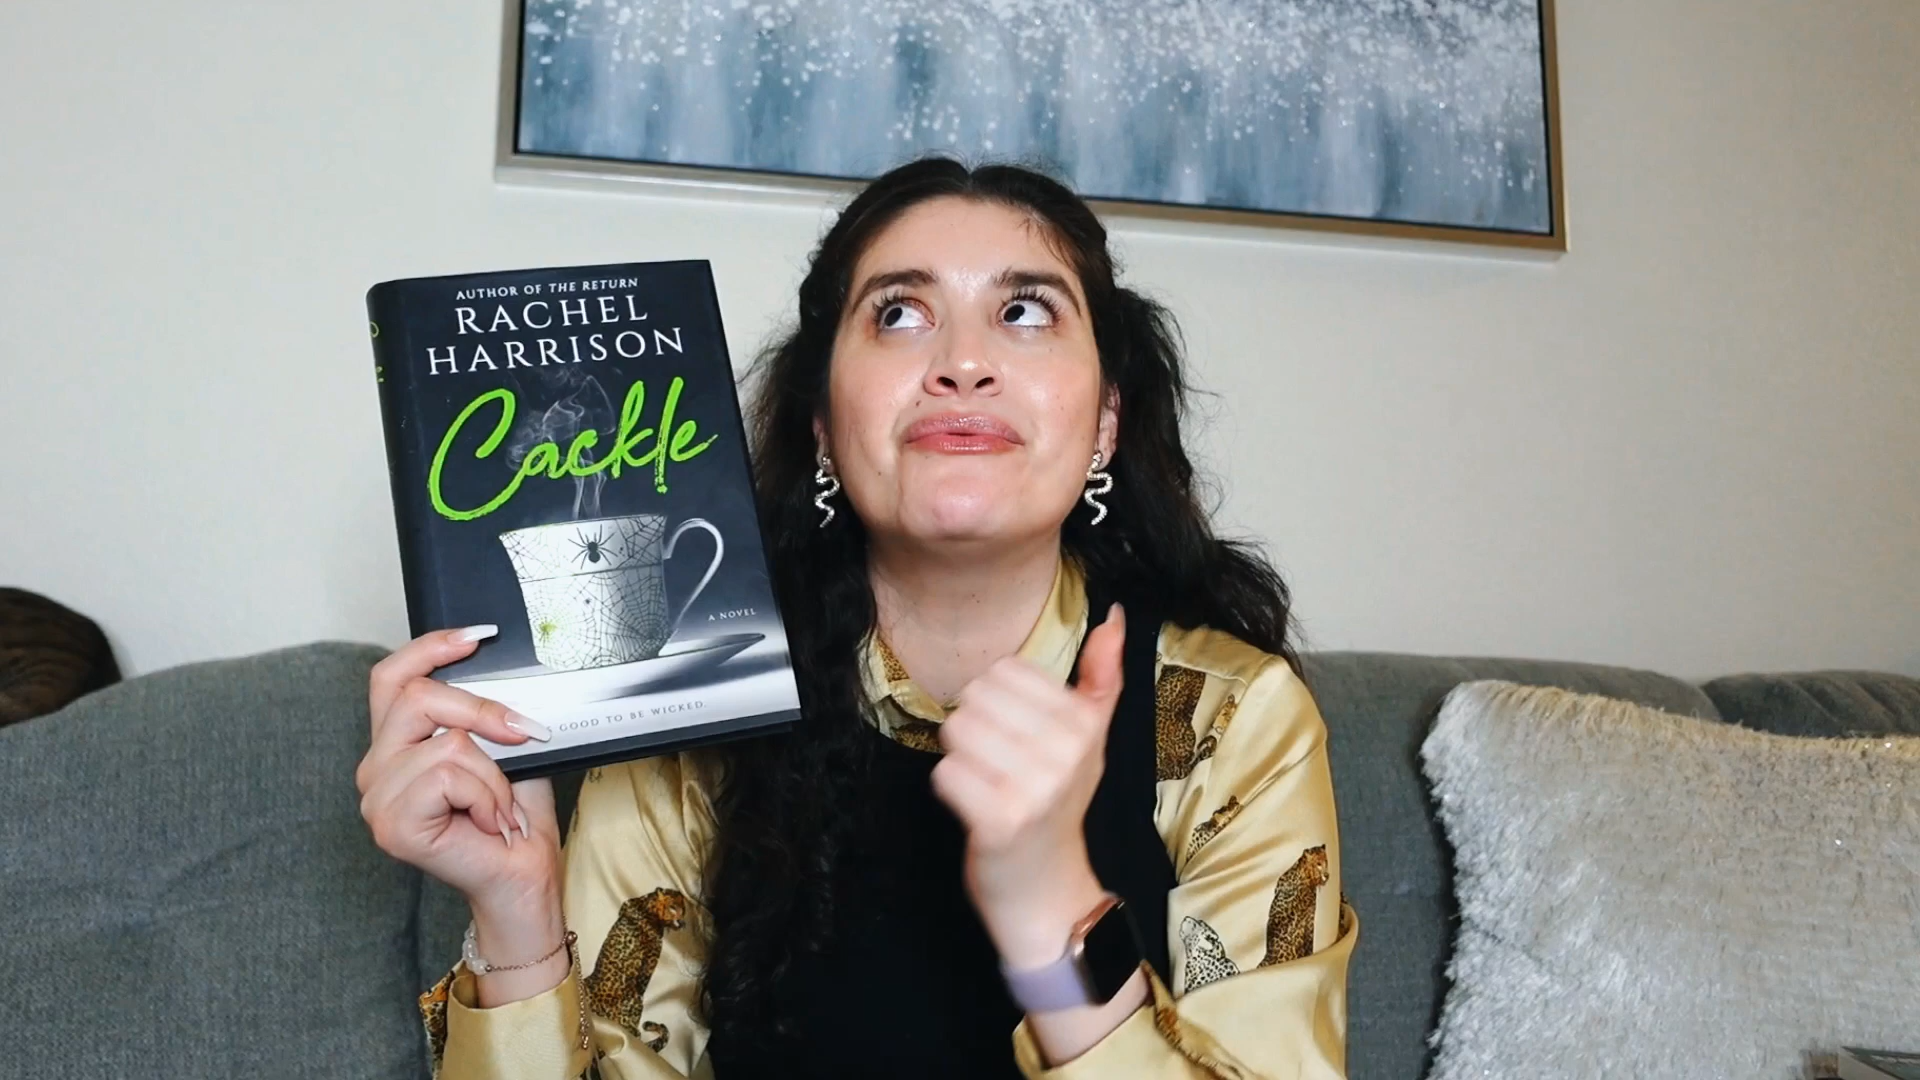 AUTHOR OF THE RETURN
RACHEL
HARRISON
Cackle
A NOVEL
GOOD TO BE WICKED.